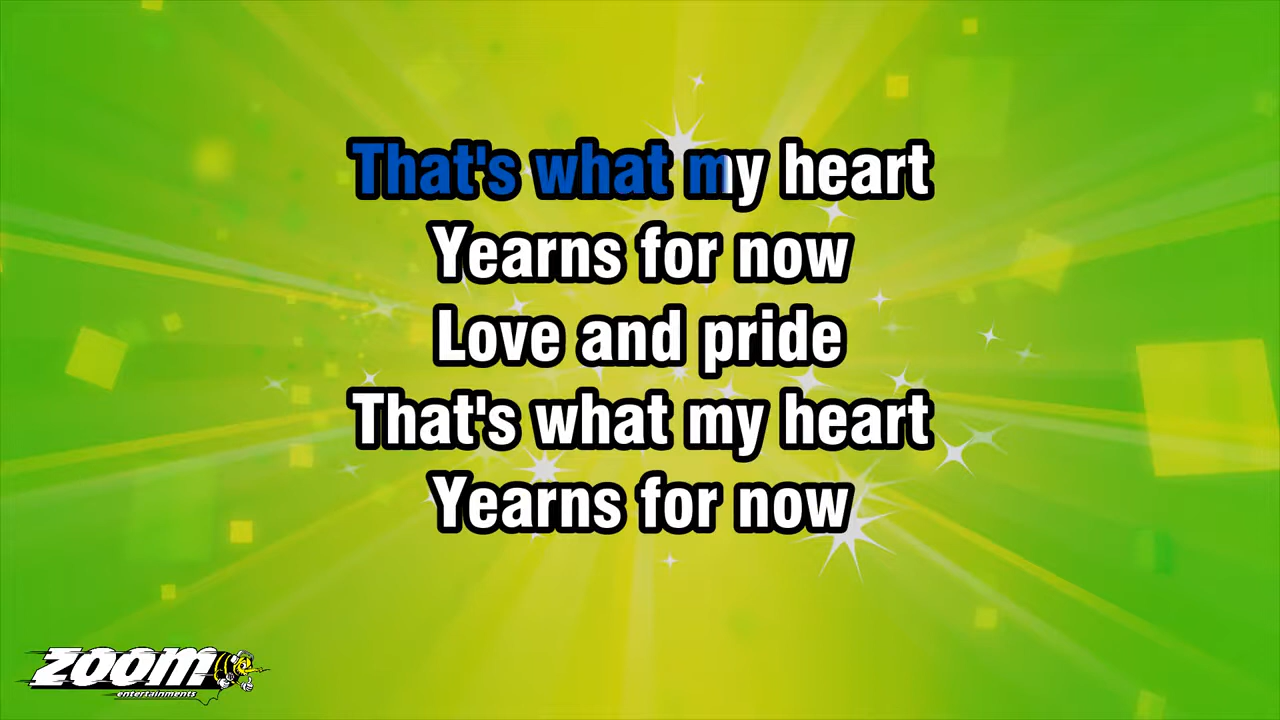 That's what my heart
Yearns for now
Love and pride
That's what my heart
Yearns for now
ZOOM
entertainments